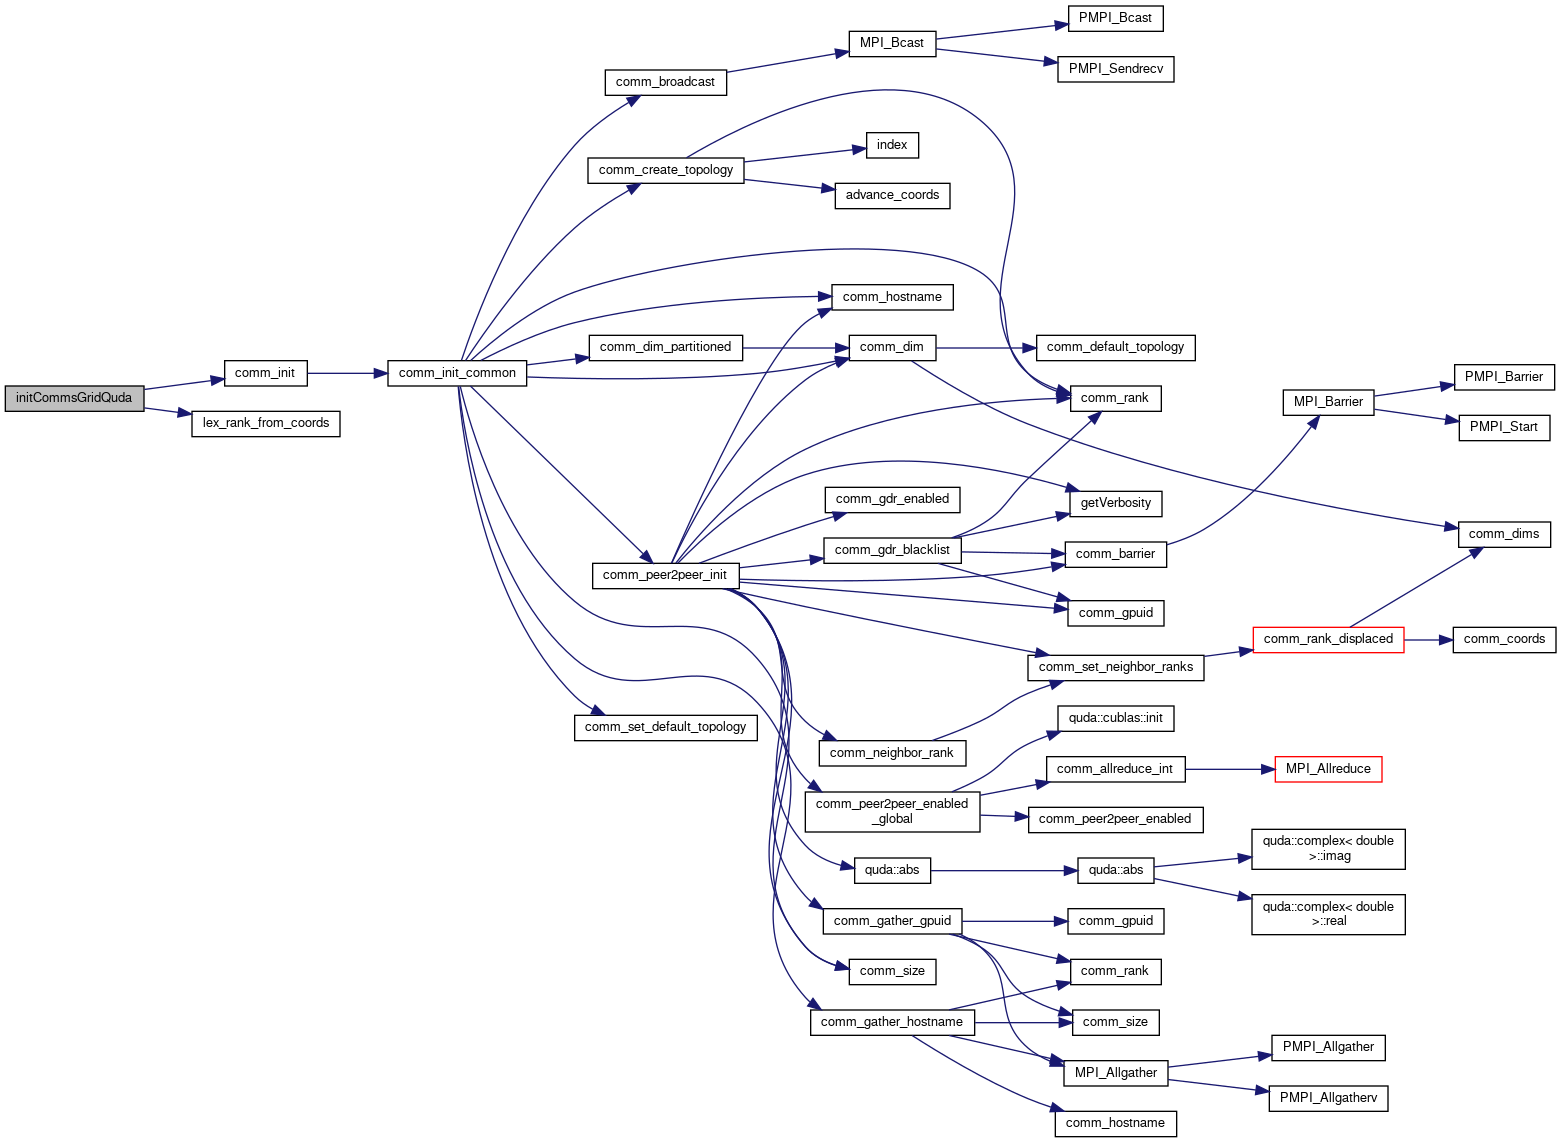 PMPI_Bcast
MPI_Bcast
PMPI_Sendrecv
comm_broadcast
index
comm_create_topology
advance_coords
comm_hostname
comm_dim_partitioned
comm_dim
comm_default_topology
comm_init
comm_init_common
PMPI_Barrier
initCommsGridQuda
comm_rank
MPI_Barrier
lex_rank_from_coords
PMPI_Start
comm_gdr_enabled
getVerbosity
comm_dims
comm_gdr_blacklist
comm_barrier
comm_peer2peer_init
comm_gpuid
comm_rank_displaced
comm_coords
comm_set_neighbor_ranks
quda::cublas::init
comm_set_default_topology
comm_neighbor_rank
comm_allreduce_int
MPI_Allreduce
comm_peer2peer_enabled
_global
comm_peer2peer_enabled
quda::complex< double
>::imag
quda::abs
quda::abs
quda::complex< double
>::real
comm_gather_gpuid
comm_gpuid
comm_size
comm_rank
comm_gather_hostname
comm_size
PMPI_Allgather
MPI_Allgather
PMPI_Allgatherv
comm_hostname